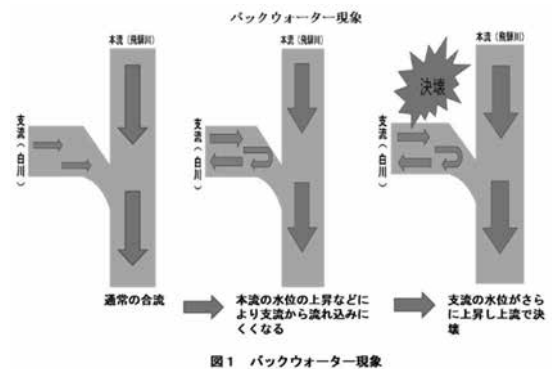 バックウォーター現象
本流(飛騨川)
本流(飛騨川)
本流(飛騨川)
支流(白川)
支流(白川)
支流(白川)
決壊
通常の合流
本流の水位の上昇などに
より支流から流れ込みに
くくなる
支流の水位がさら
に上昇し上流で決
壊
図1 バックウォーター現象